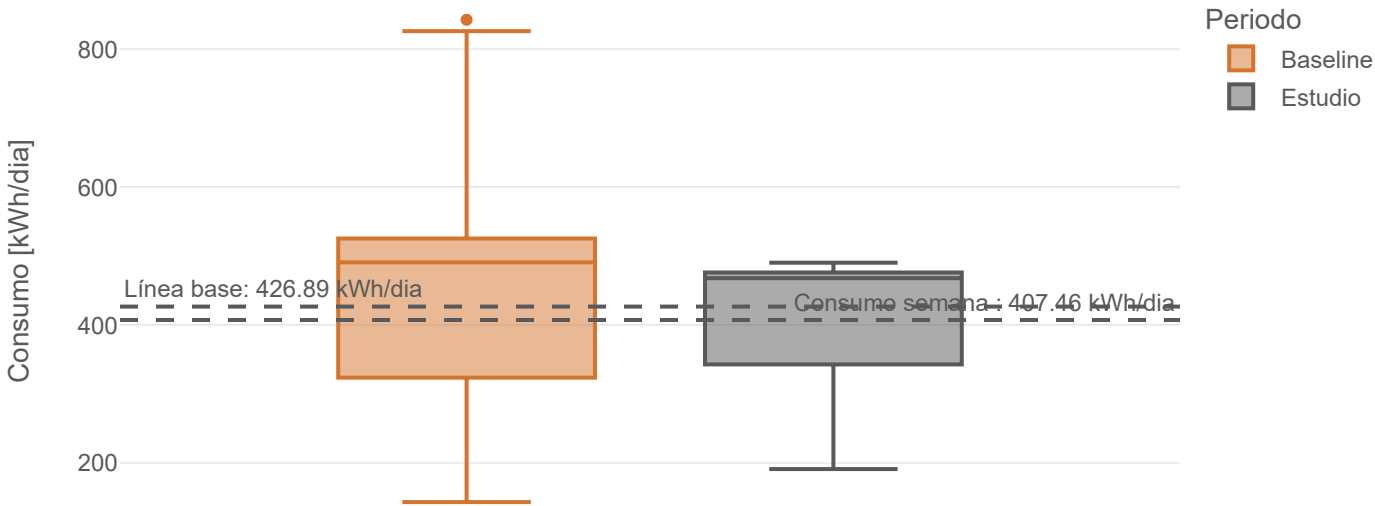 Periodo
Baseline
Estudio
Consumo [kWh/dia]
800
600
400
200
Línea base: 426.89 kWh/dia
Consumo semana : 407.46 kWh/dia